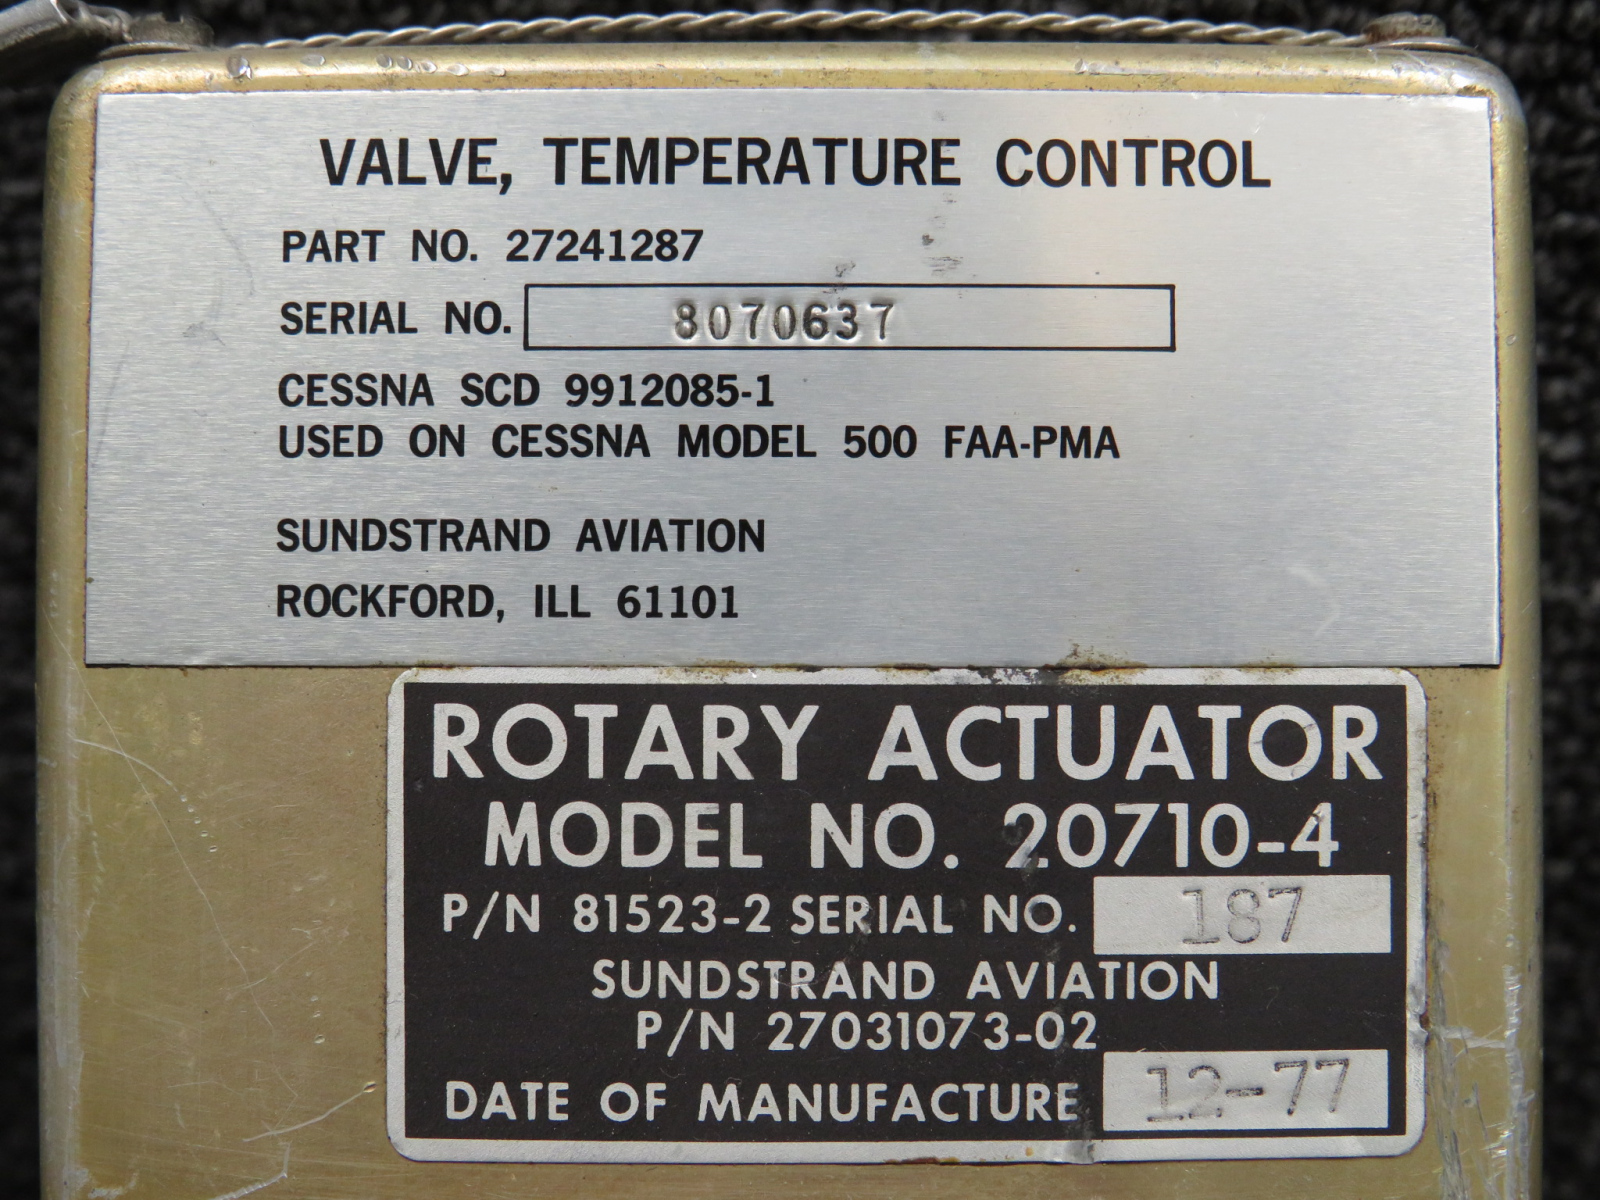 VALVE, TEMPERATURE CONTROL
PART NO. 27241287
SERIAL NO. 8070637
CESSNA SCD 9912085-1
USED ON CESSNA MODEL 500 FAA-PMA
SUNDSTRAND AVIATION
ROCKFORD, ILL 61101
ROTARY ACTUATOR
MODEL NO. 20710-4
P/N 81523-2 SERIAL NO. 187
SUNDSTRAND AVIATION
P/N 27031073-02
DATE OF MANUFACTURE 12-77